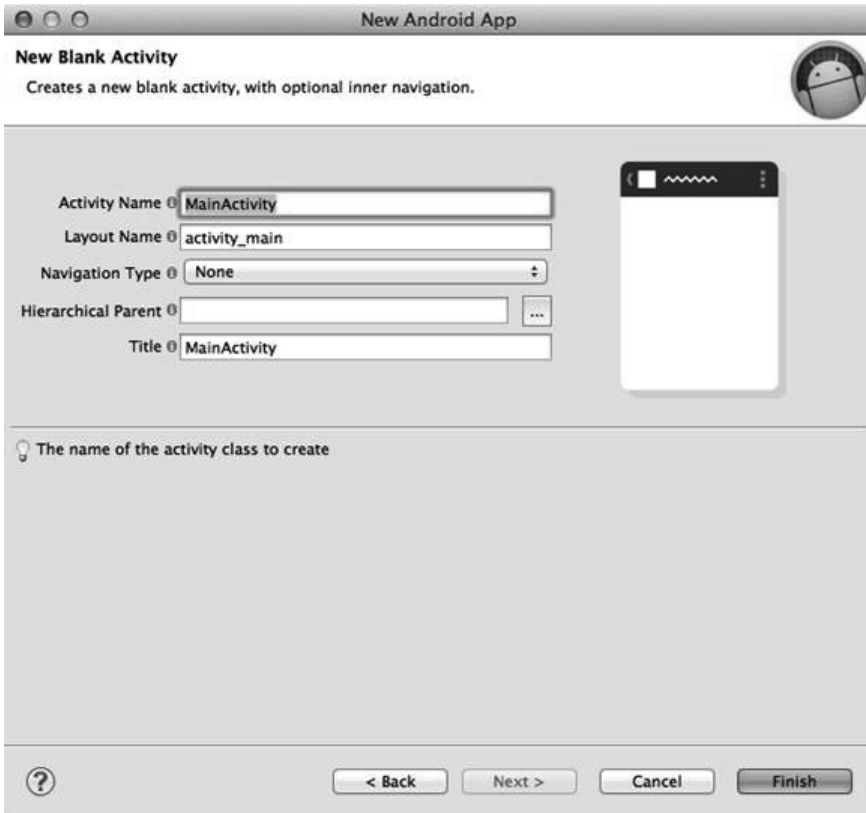 New Android App
New Blank Activity
Creates a new blank activity, with optional inner navigation.
Activity Name MainActivity
Layout Name activity_main
Navigation Type None
Hierarchical Parent ...
Title MainActivity
The name of the activity class to create
?
< Back Next > Cancel Finish